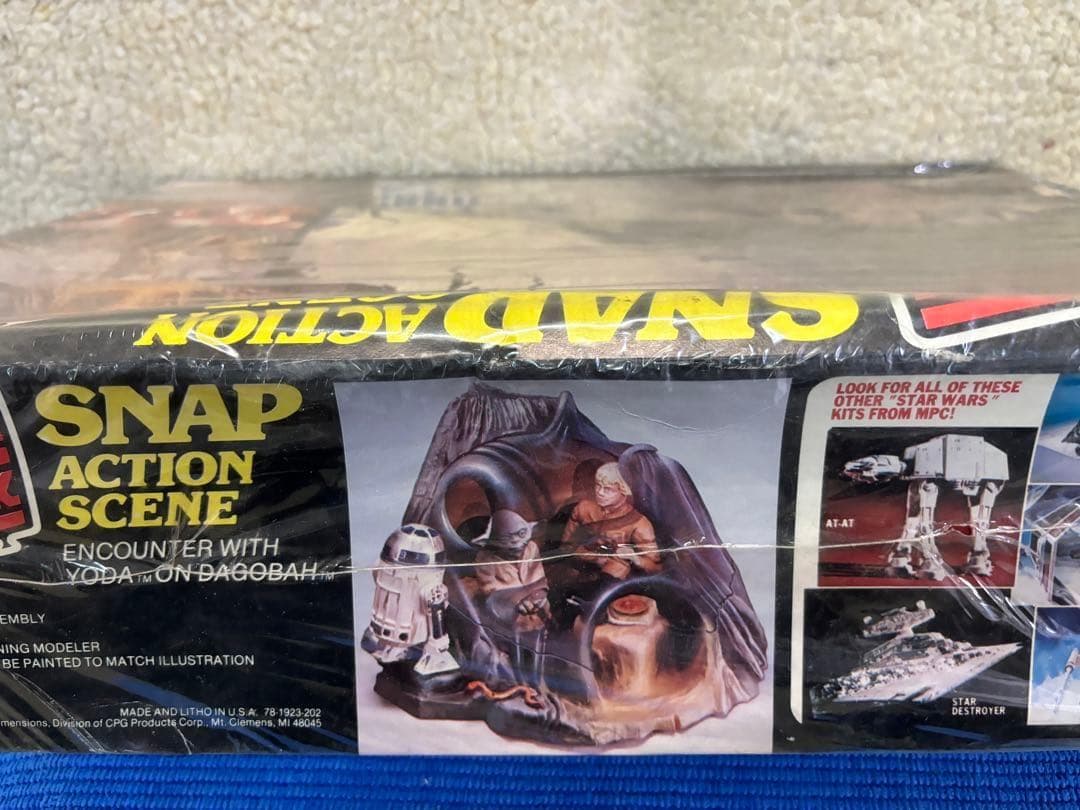 SNAP ACTION
SNAP
ACTION
SCENE
ENCOUNTER WITH
YODA™ ON DAGOBAH™
EMBLY
NING MODELER
BE PAINTED TO MATCH ILLUSTRATION
MADE AND LITHO IN U.S.A. 78-1923-202
mensions, Division of CPG Products Corp., Mt. Clemens, MI 48045
LOOK FOR ALL OF THESE
OTHER "STAR WARS"
KITS FROM MPC!
AT-AT
STAR
DESTROYER